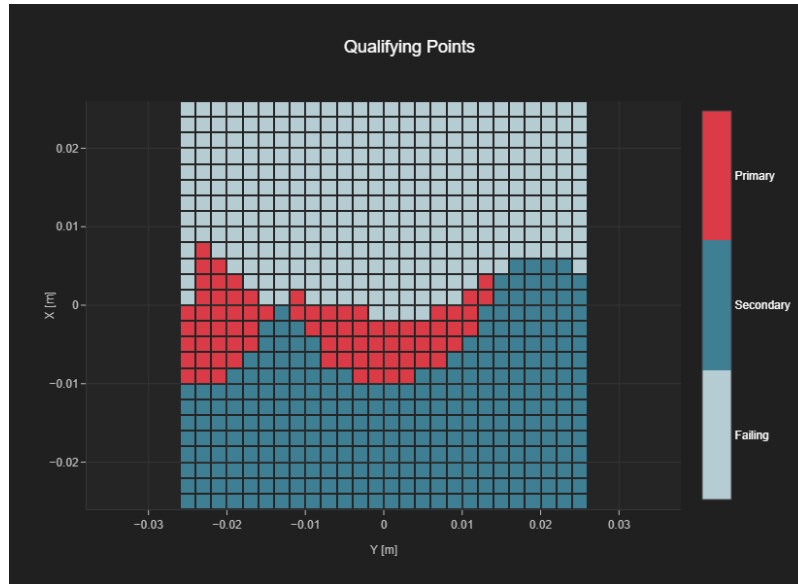 Qualifying Points
0.02
0.01
0
−0.01
−0.02
X [m]
−0.03
−0.02
−0.01
0
0.01
0.02
0.03
Y [m]
Primary
Secondary
Failing